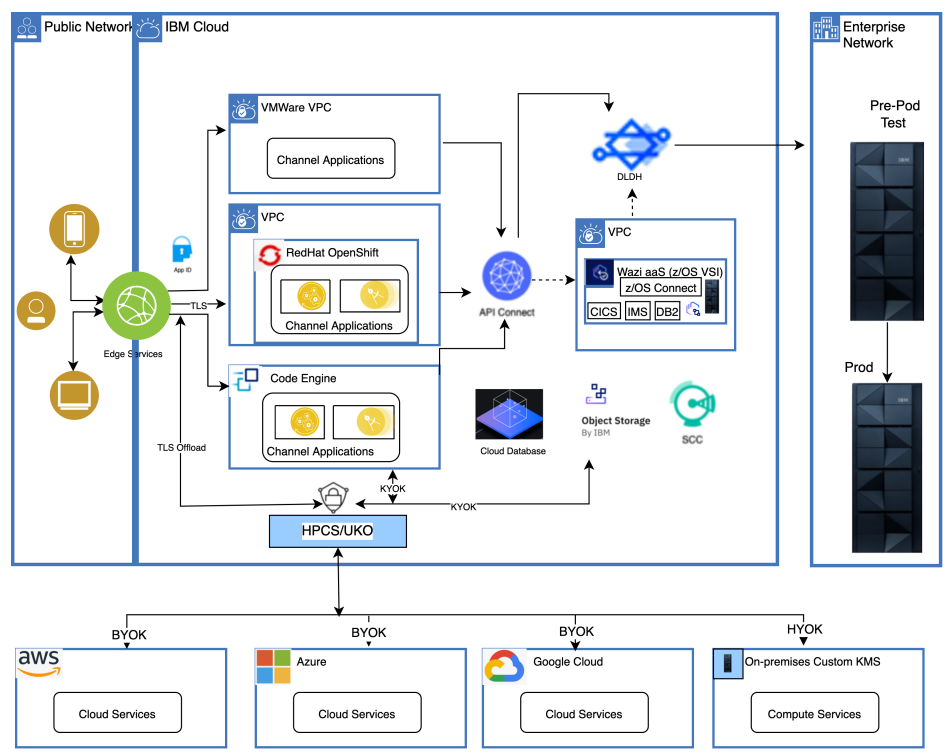 Public Network
IBM Cloud
Enterprise
Network
VMWare VPC
Channel Applications
DLDH
Pre-Pod
Test
IBM
VPC
App ID
RedHat OpenShift
Channel Applications
TLS
Edge Services
API Connect
VPC
Wazi aaS (z/OS VSI)
z/OS Connect
CICS
IMS
DB2
Code Engine
Channel Applications
Prod
IBM
TLS Offload
Cloud Database
Object Storage
By IBM
SCC
KYOK
KYOK
HPCS/UKO
BYOK
BYOK
BYOK
HYOK
aws
Azure
Google Cloud
On-premises Custom KMS
Cloud Services
Cloud Services
Cloud Services
Compute Services